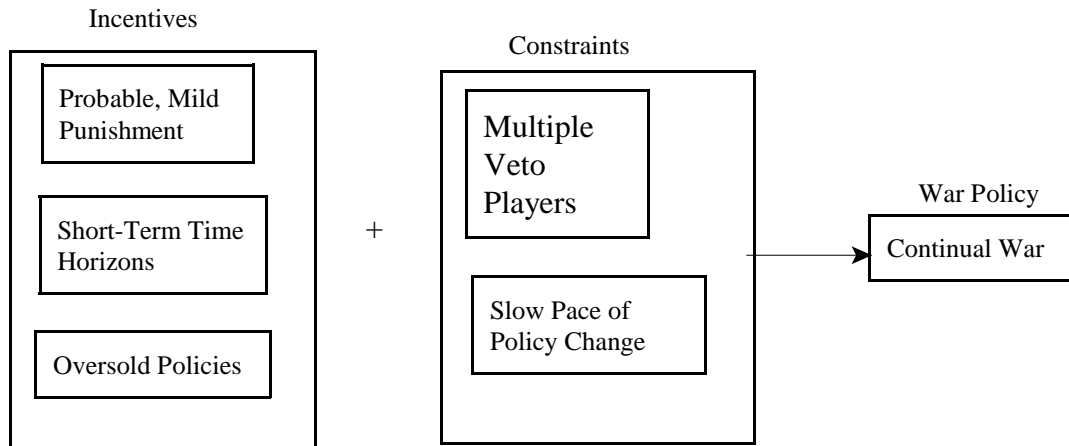 Incentives
Probable, Mild
Punishment
Short-Term Time
Horizons
Oversold Policies
+
Constraints
Multiple
Veto
Players
Slow Pace of
Policy Change
War Policy
Continual War